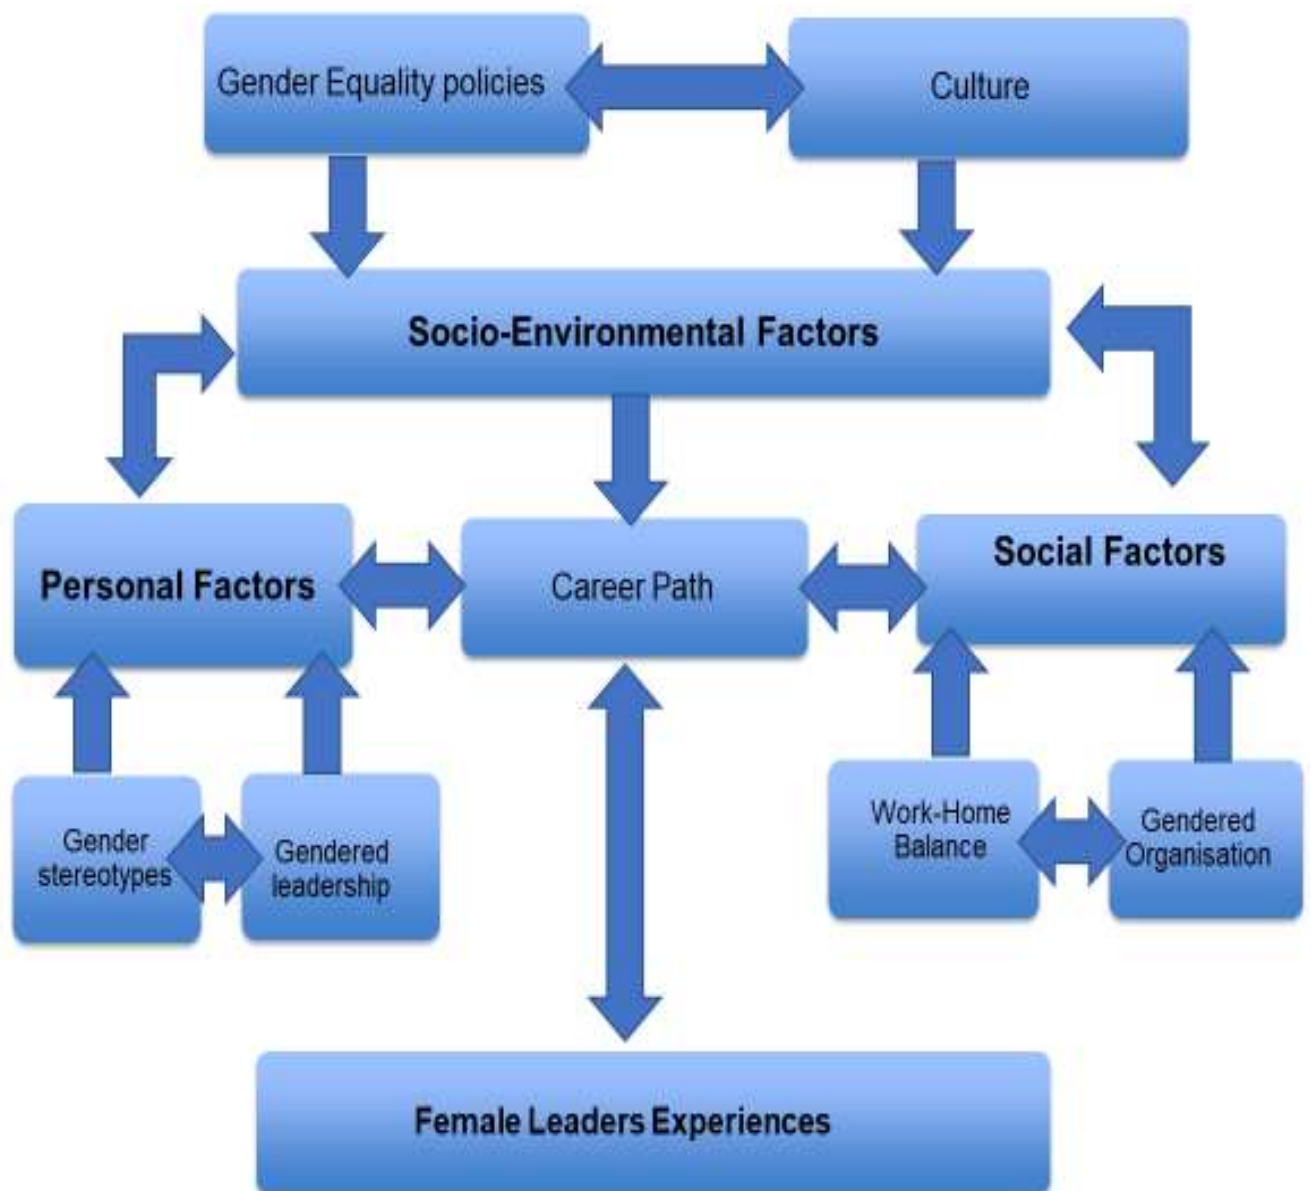 Gender Equality policies
Culture
Socio-Environmental Factors
Personal Factors
Career Path
Social Factors
Gender
stereotypes
Gendered
leadership
Work-Home
Balance
Gendered
Organisation
Female Leaders Experiences